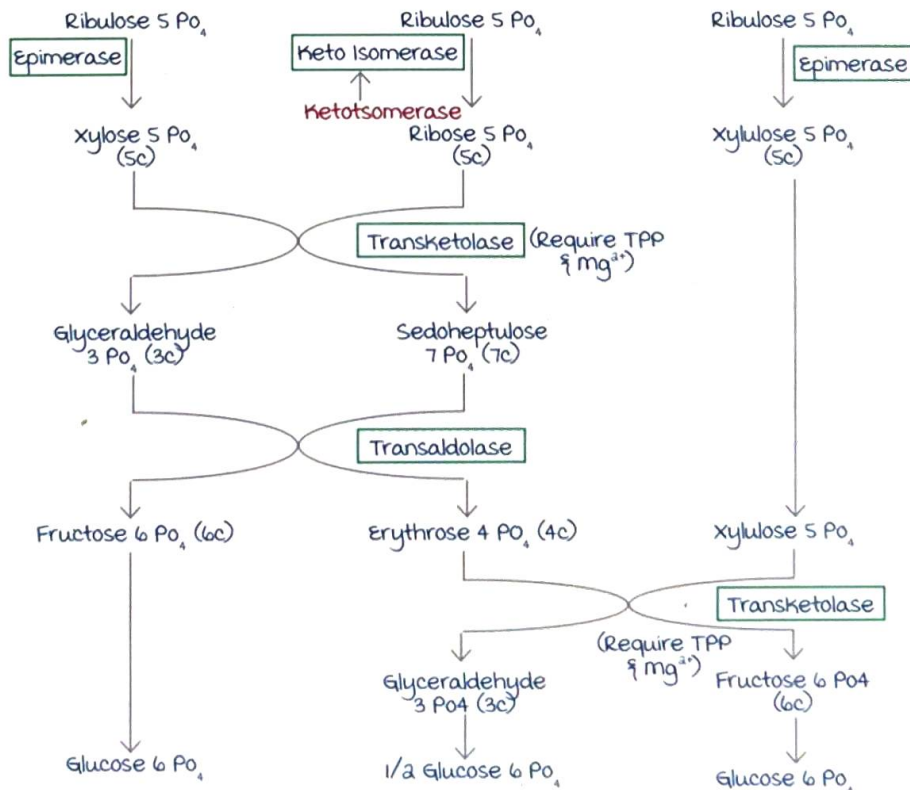 Ribulose 5 Po₄ Ribulose 5 Po₄ Ribulose 5 Po₄
Epimerase Keto Isomerase Epimerase
Ketotsomerase
Xylose 5 Po₄ Ribose 5 Po₄ Xylulose 5 Po₄
(5c) (5c) (5c)
Transketolase (Require TPP
& mg²⁺)
Glyceraldehyde Sedoheptulose
3 Po₄ (3c) 7 Po₄ (7c)
Transaldolase
Fructose 6 Po₄ (6c) Erythrose 4 PO₄ (4c) Xylulose 5 Po₄
Transketolase
(Require TPP
& mg²⁺)
Glyceraldehyde Fructose 6 Po4
3 Po4 (3c) (6c)
Glucose 6 Po₄ 1/2 Glucose 6 Po₄ Glucose 6 Po₄